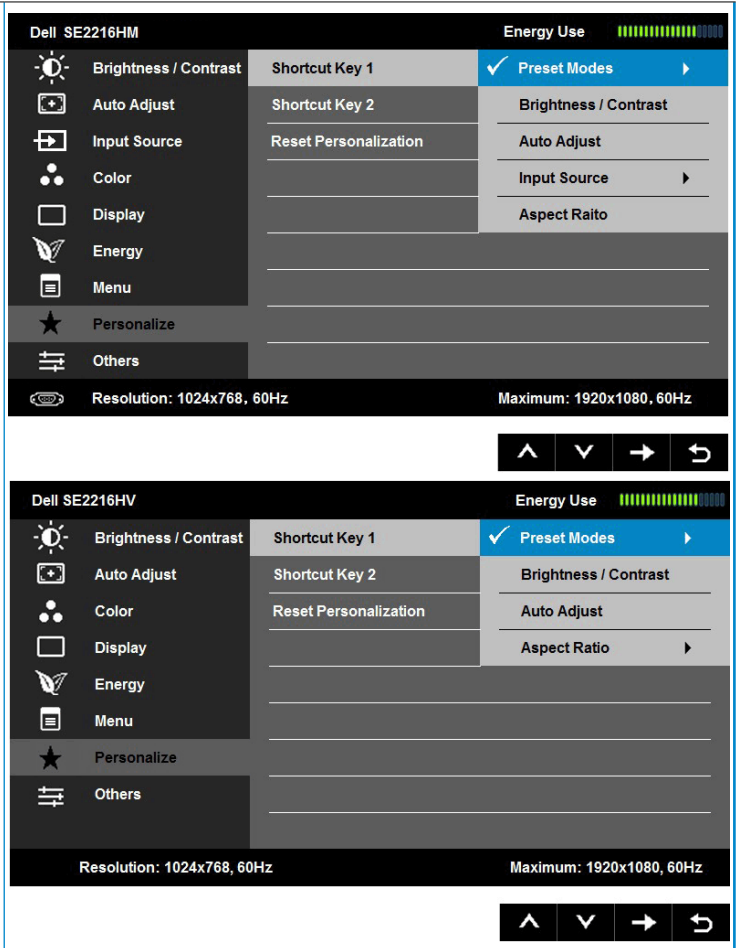 Dell SE2216HM Energy Use
Brightness / Contrast Shortcut Key 1 Preset Modes
Auto Adjust Shortcut Key 2 Brightness / Contrast
Input Source Reset Personalization Auto Adjust
Color Input Source
Display Aspect Raito
Energy
Menu
Personalize
Others
Resolution: 1024x768, 60Hz Maximum: 1920x1080, 60Hz
Dell SE2216HV Energy Use
Brightness / Contrast Shortcut Key 1 Preset Modes
Auto Adjust Shortcut Key 2 Brightness / Contrast
Color Reset Personalization Auto Adjust
Display Aspect Ratio
Energy
Menu
Personalize
Others
Resolution: 1024x768, 60Hz Maximum: 1920x1080, 60Hz